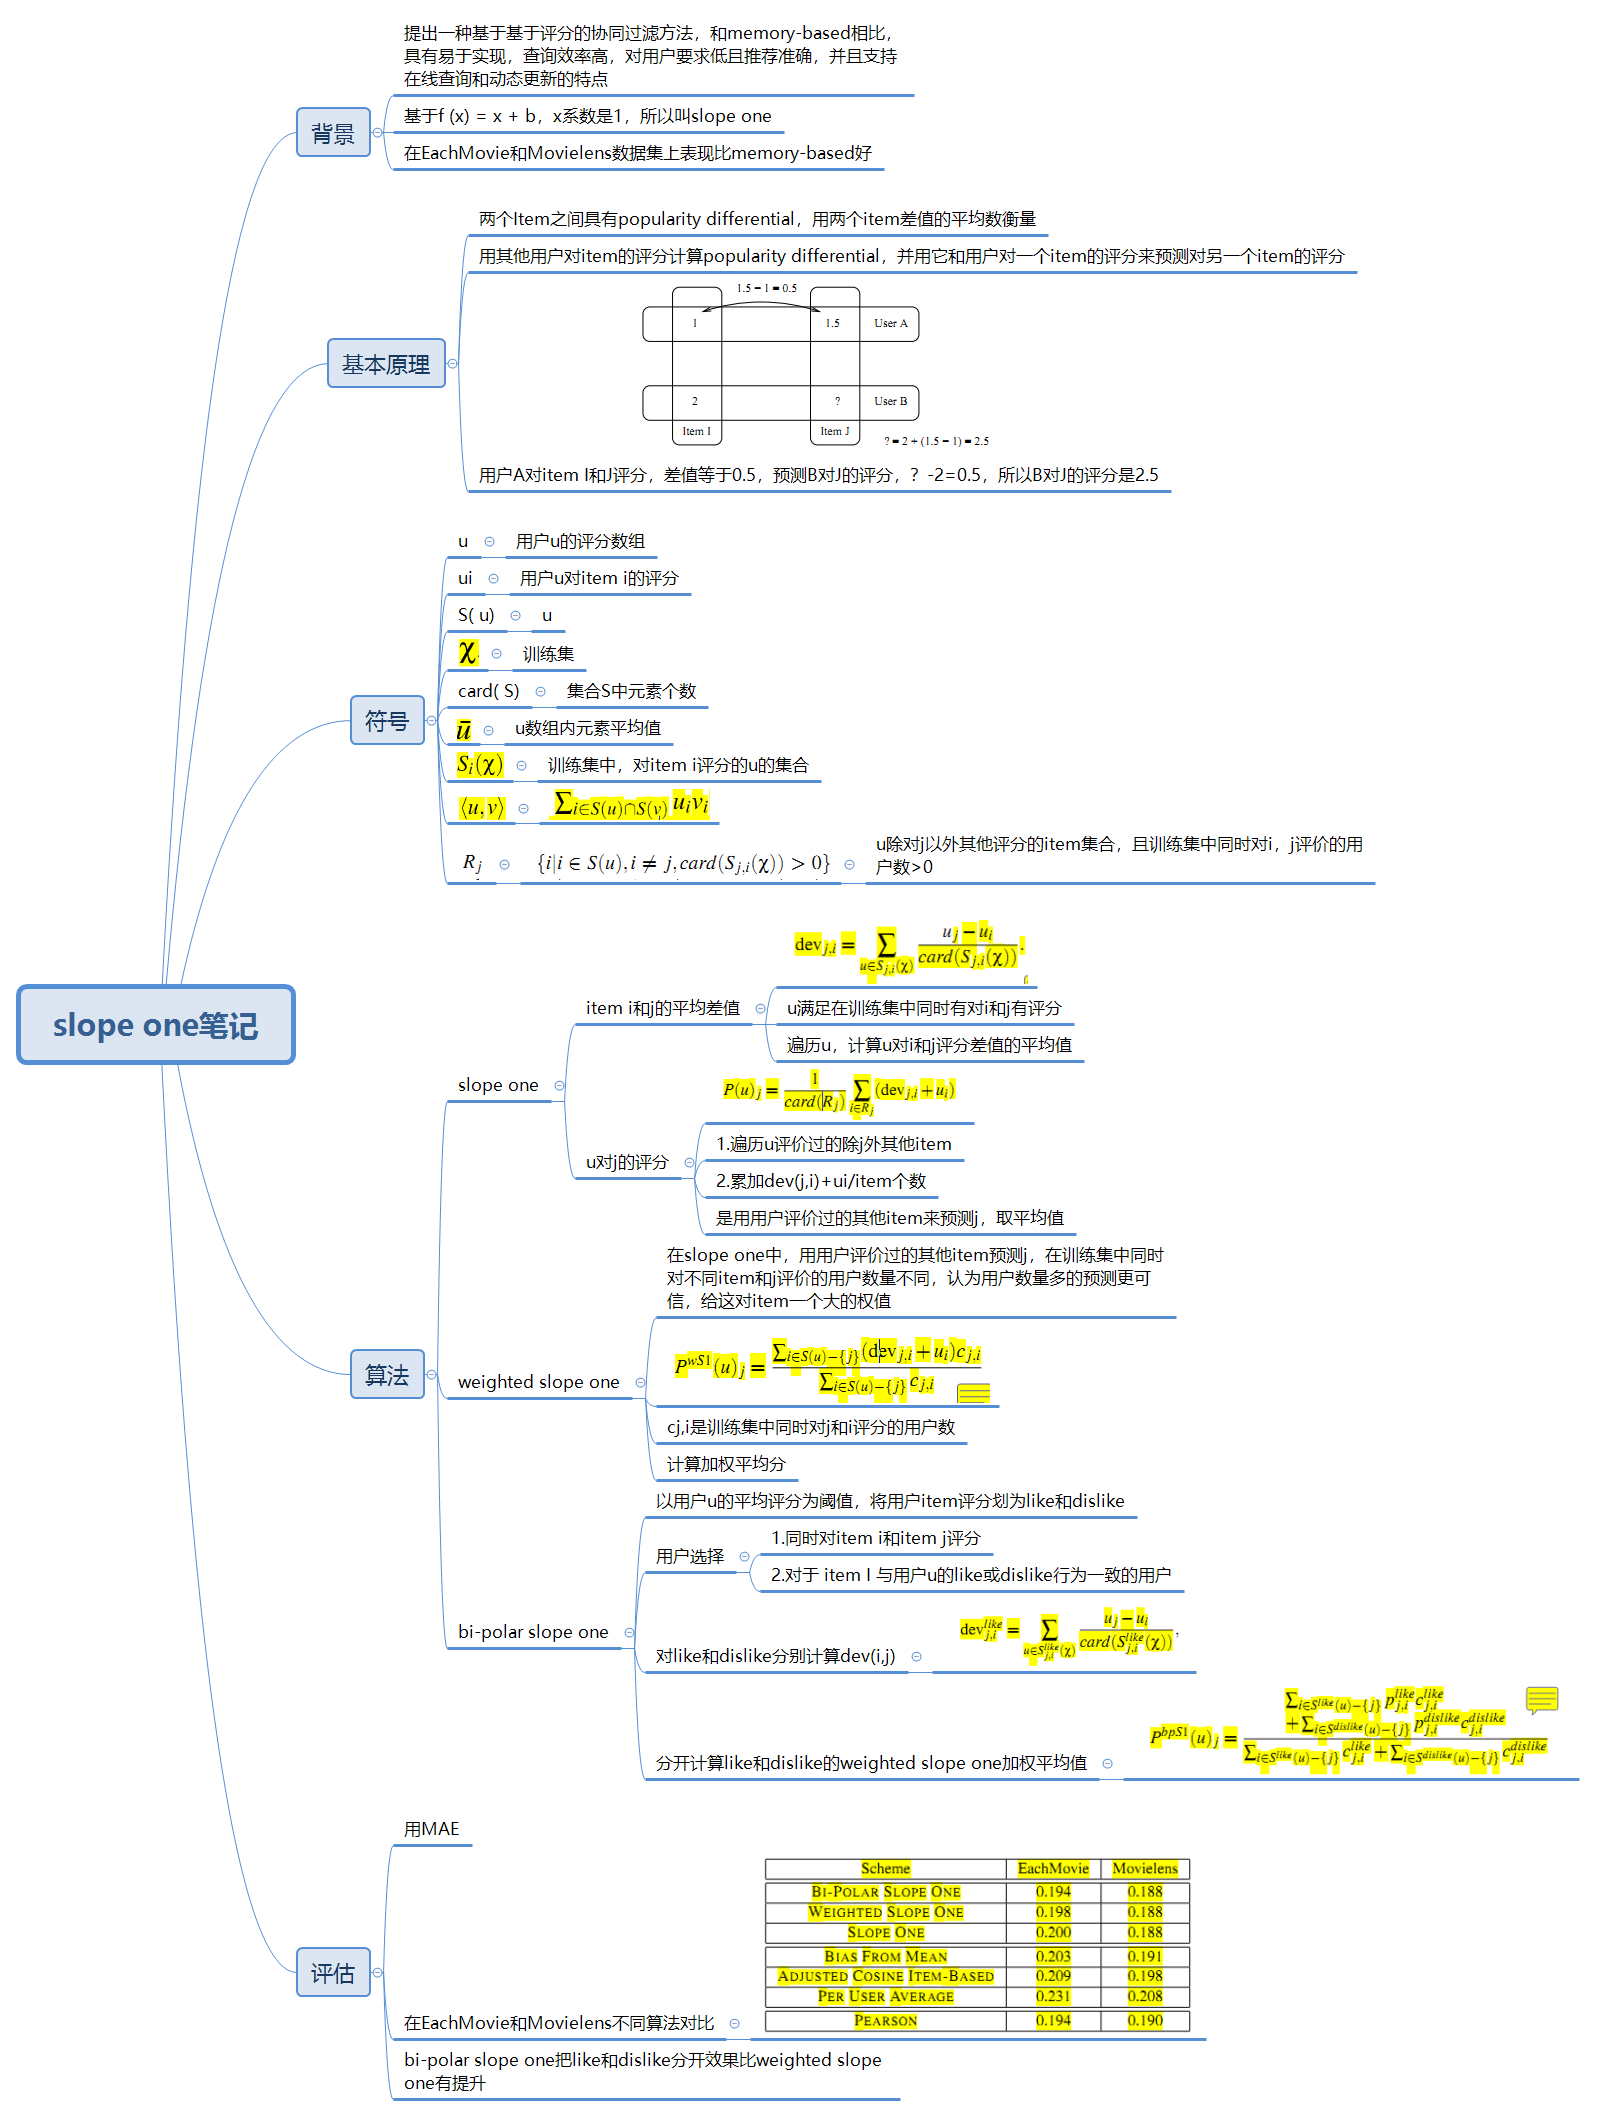 slope one笔记
背景
提出一种基于基于评分的协同过滤方法，和memory-based相比，
具有易于实现，查询效率高，对用户要求低且推荐准确，并且支持
在线查询和动态更新的特点
基于f (x) = x + b，x系数是1，所以叫slope one
在EachMovie和Movielens数据集上表现比memory-based好
基本原理
两个Item之间具有popularity differential，用两个item差值的平均数衡量
用其他用户对item的评分计算popularity differential，并用它和用户对一个item的评分来预测对另一个item的评分
1.5 − 1 = 0.5
1 1.5 User A
2 ? User B
Item I Item J
? = 2 + (1.5 − 1) = 2.5
用户A对item I和J评分，差值等于0.5，预测B对J的评分，？-2=0.5，所以B对J的评分是2.5
符号
u 用户u的评分数组
ui 用户u对item i的评分
S( u) u
χ 训练集
card( S) 集合S中元素个数
ū u数组内元素平均值
S_i(χ) 训练集中，对item i评分的u的集合
⟨u,v⟩ ∑_{i∈S(u)∩S(v)} u_i v_i
R_j {i|i ∈ S(u), i ≠ j, card(S_{j,i}(χ)) > 0}
u除对j以外其他评分的item集合，且训练集中同时对i，j评价的用
户数>0
算法
slope one
item i和j的平均差值
dev_{j,i} = ∑_{u∈S_{j,i}(χ)} (u_j − u_i) / card(S_{j,i}(χ)).
u满足在训练集中同时有对i和j有评分
遍历u，计算u对i和j评分差值的平均值
u对j的评分
P(u)_j = 1 / card(R_j) ∑_{i∈R_j} (dev_{j,i} + u_i)
1.遍历u评价过的除j外其他item
2.累加dev(j,i)+ui/item个数
是用用户评价过的其他item来预测j，取平均值
weighted slope one
在slope one中，用用户评价过的其他item预测j，在训练集中同时
对不同item和j评价的用户数量不同，认为用户数量多的预测更可
信，给这对item一个大的权值
P^{wS1}(u)_j = ∑_{i∈S(u)−{j}} (dev_{j,i} + u_i)c_{j,i} / ∑_{i∈S(u)−{j}} c_{j,i}
cj,i是训练集中同时对j和i评分的用户数
计算加权平均分
bi-polar slope one
以用户u的平均评分为阈值，将用户item评分划为like和dislike
用户选择
1.同时对item i和item j评分
2.对于 item I 与用户u的like或dislike行为一致的用户
对like和dislike分别计算dev(i,j)
dev^{like}_{j,i} = ∑_{u∈S^{like}_{j,i}(χ)} (u_j − u_i) / card(S^{like}_{j,i}(χ)),
分开计算like和dislike的weighted slope one加权平均值
P^{bpS1}(u)_j = (∑_{i∈S^{like}(u)−{j}} p^{like}_{j,i} c^{like}_{j,i} + ∑_{i∈S^{dislike}(u)−{j}} p^{dislike}_{j,i} c^{dislike}_{j,i}) / (∑_{i∈S^{like}(u)−{j}} c^{like}_{j,i} + ∑_{i∈S^{dislike}(u)−{j}} c^{dislike}_{j,i})
评估
用MAE
在EachMovie和Movielens不同算法对比
Scheme EachMovie Movielens
BI-POLAR SLOPE ONE 0.194 0.188
WEIGHTED SLOPE ONE 0.198 0.188
SLOPE ONE 0.200 0.188
BIAS FROM MEAN 0.203 0.191
ADJUSTED COSINE ITEM-BASED 0.209 0.198
PER USER AVERAGE 0.231 0.208
PEARSON 0.194 0.190
bi-polar slope one把like和dislike分开效果比weighted slope
one有提升